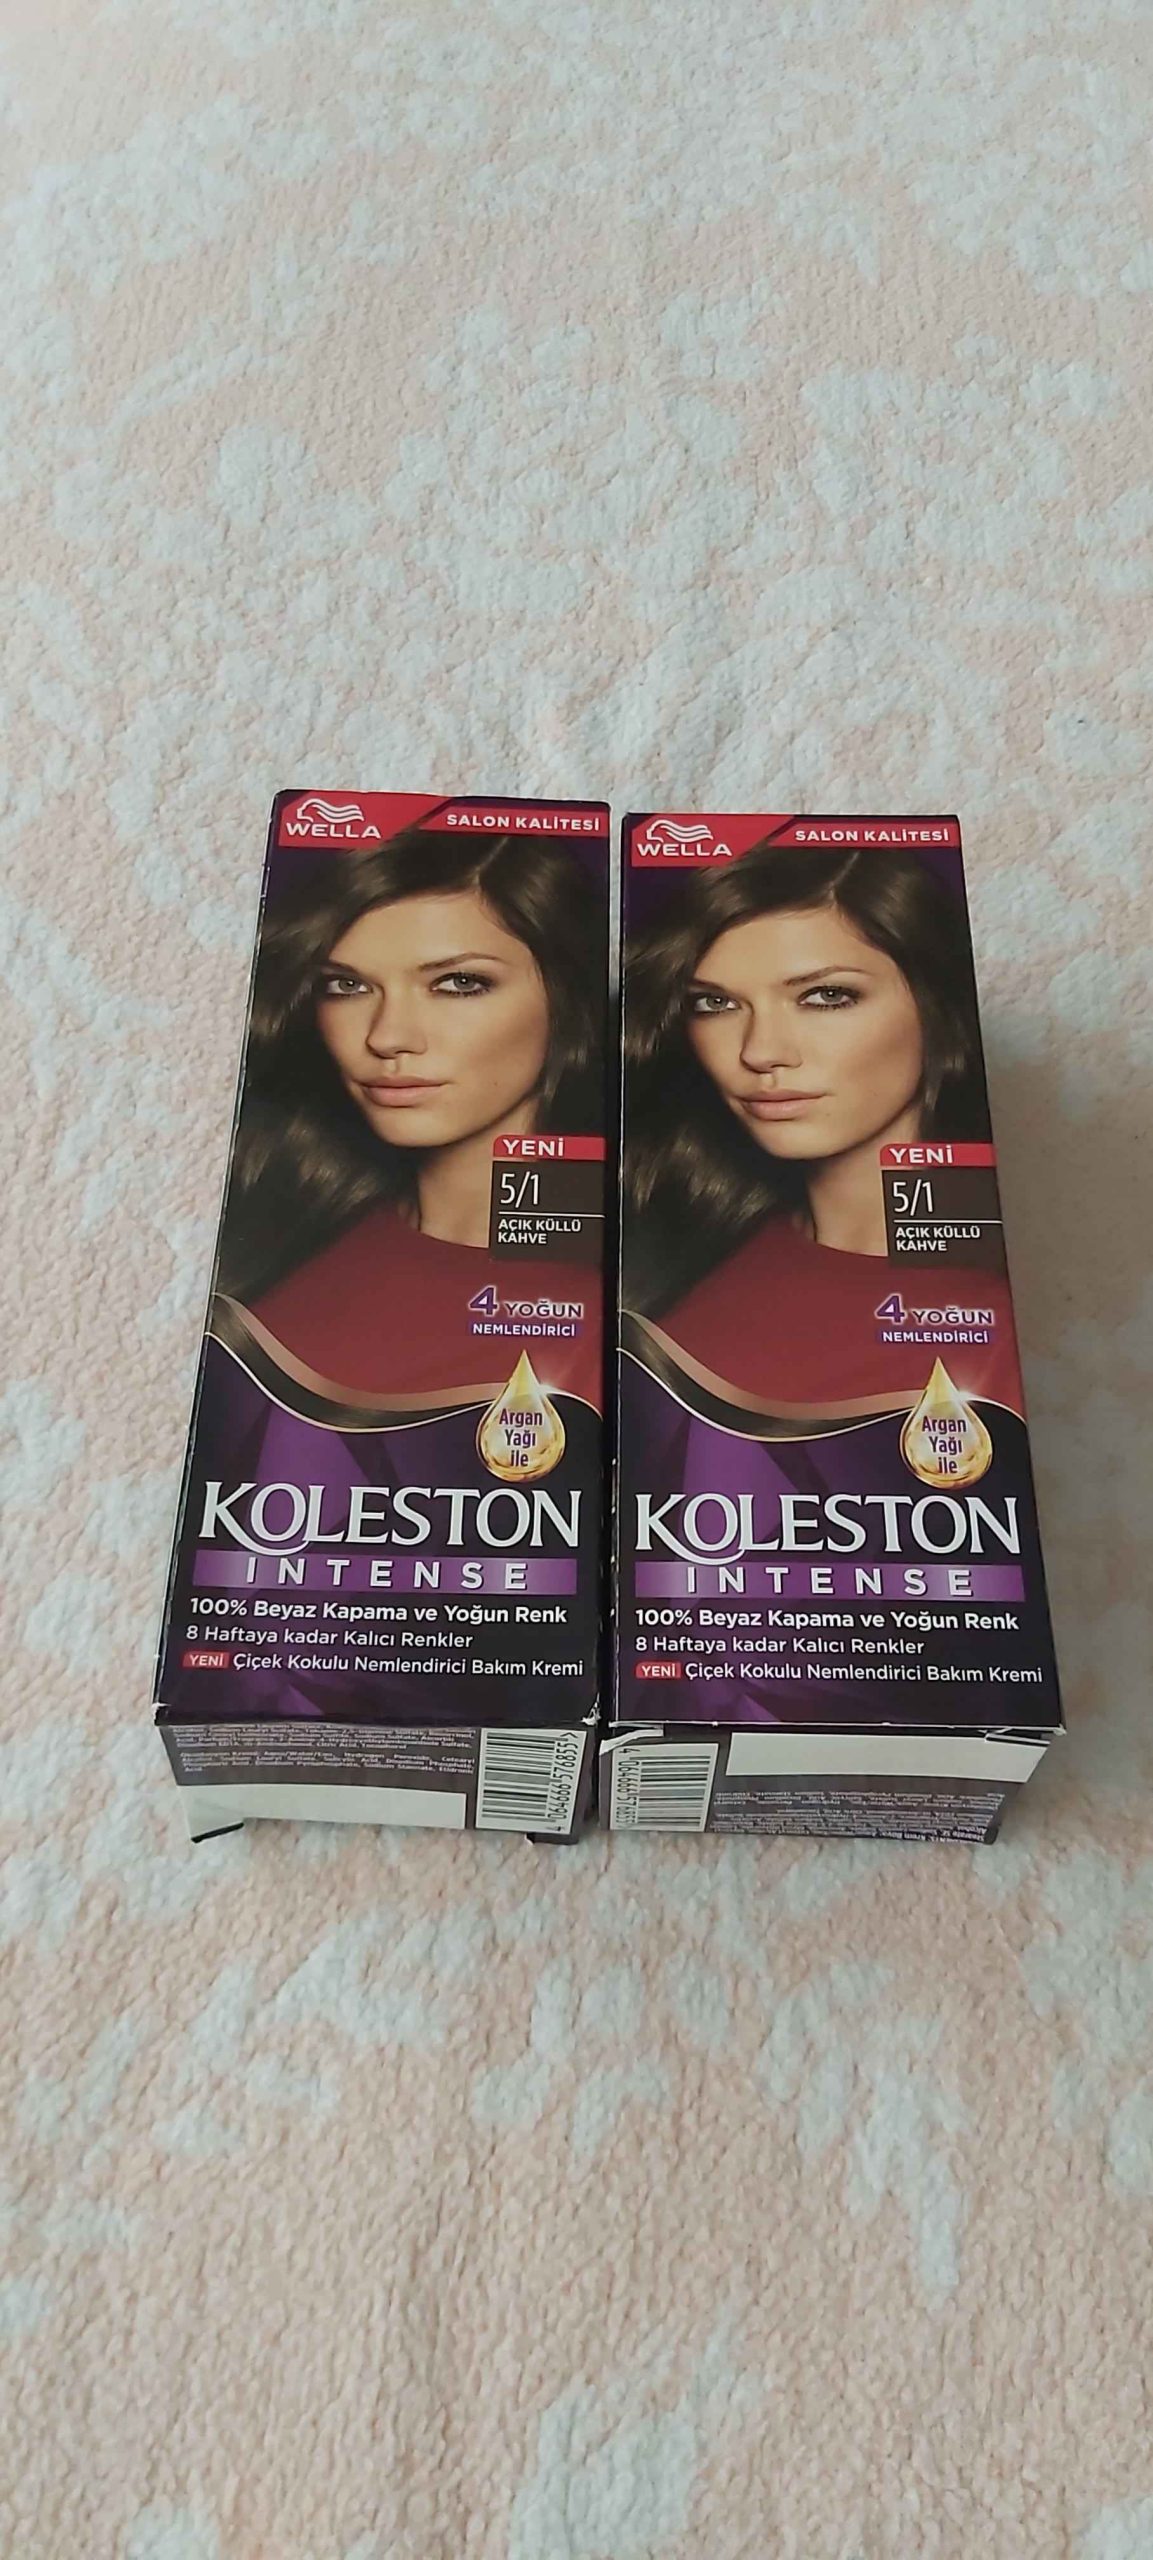 WELLA
SALON KALİTESİ
YENİ
5/1
AÇIK KÜLLÜ
KAHVE
4 YOĞUN
NEMLENDİRİCİ
Argan
Yağı
ile
KOLESTON
INTENSE
100% Beyaz Kapama ve Yoğun Renk
8 Haftaya kadar Kalıcı Renkler
YENİ Çiçek Kokulu Nemlendirici Bakım Kremi
4064666576855
WELLA
SALON KALİTESİ
YENİ
5/1
AÇIK KÜLLÜ
KAHVE
4 YOĞUN
NEMLENDİRİCİ
Argan
Yağı
ile
KOLESTON
INTENSE
100% Beyaz Kapama ve Yoğun Renk
8 Haftaya kadar Kalıcı Renkler
YENİ Çiçek Kokulu Nemlendirici Bakım Kremi
4064666576855